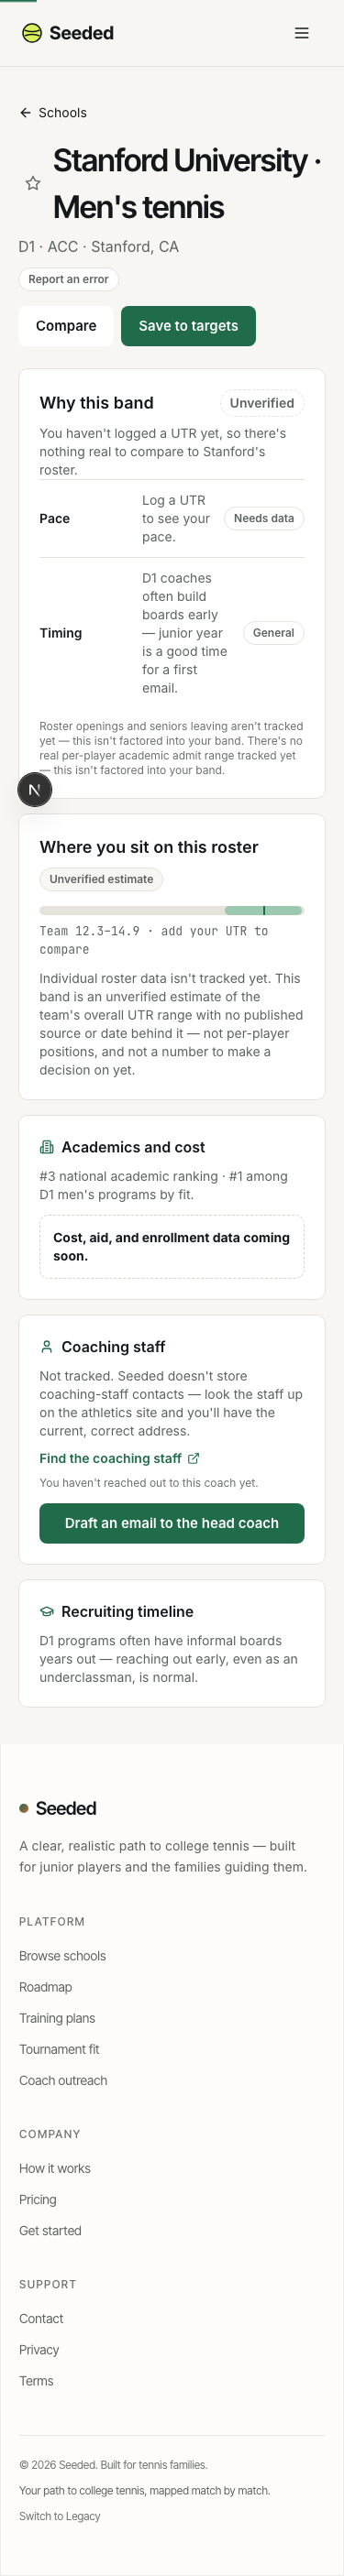 Seeded
Schools
Stanford University ·
Men's tennis
D1 · ACC · Stanford, CA
Report an error
Compare
Save to targets
Why this band
Unverified
You haven't logged a UTR yet, so there's
nothing real to compare to Stanford's
roster.
Pace
Log a UTR
to see your
pace.
Needs data
Timing
D1 coaches
often build
boards early
— junior year
is a good time
for a first
email.
General
Roster openings and seniors leaving aren't tracked
yet — this isn't factored into your band. There's no
real per-player academic admit range tracked yet
— this isn't factored into your band.
N
Where you sit on this roster
Unverified estimate
Team 12.3–14.9 · add your UTR to
compare
Individual roster data isn't tracked yet. This
band is an unverified estimate of the
team's overall UTR range with no published
source or date behind it — not per-player
positions, and not a number to make a
decision on yet.
Academics and cost
#3 national academic ranking · #1 among
D1 men's programs by fit.
Cost, aid, and enrollment data coming
soon.
Coaching staff
Not tracked. Seeded doesn't store
coaching-staff contacts — look the staff up
on the athletics site and you'll have the
current, correct address.
Find the coaching staff
You haven't reached out to this coach yet.
Draft an email to the head coach
Recruiting timeline
D1 programs often have informal boards
years out — reaching out early, even as an
underclassman, is normal.
Seeded
A clear, realistic path to college tennis — built
for junior players and the families guiding them.
PLATFORM
Browse schools
Roadmap
Training plans
Tournament fit
Coach outreach
COMPANY
How it works
Pricing
Get started
SUPPORT
Contact
Privacy
Terms
© 2026 Seeded. Built for tennis families.
Your path to college tennis, mapped match by match.
Switch to Legacy